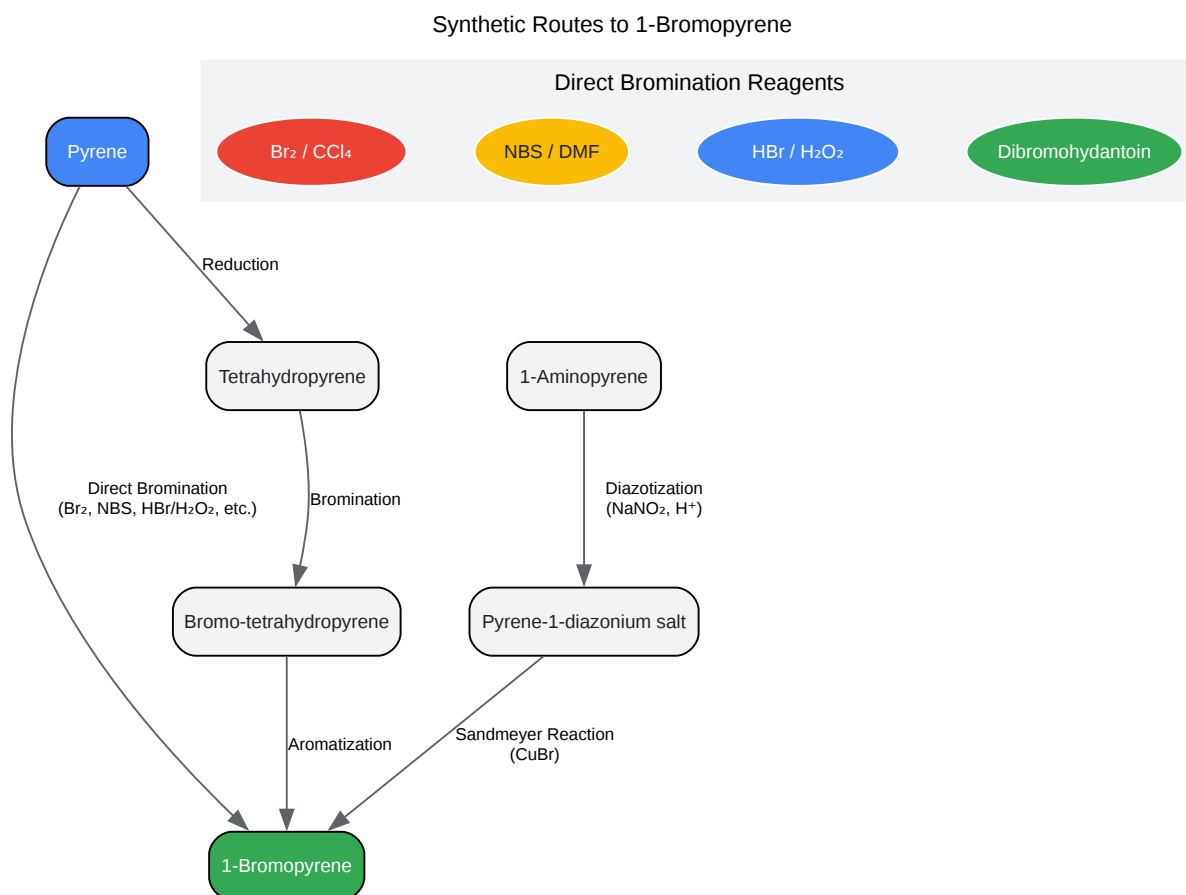 Synthetic Routes to 1-Bromopyrene
Direct Bromination Reagents
Pyrene
Br₂ / CCl₄
NBS / DMF
HBr / H₂O₂
Dibromohydantoin
Reduction
Tetrahydropyrene
1-Aminopyrene
Direct Bromination
(Br₂, NBS, HBr/H₂O₂, etc.)
Bromination
Diazotization
(NaNO₂, H⁺)
Bromo-tetrahydropyrene
Pyrene-1-diazonium salt
Aromatization
Sandmeyer Reaction
(CuBr)
1-Bromopyrene